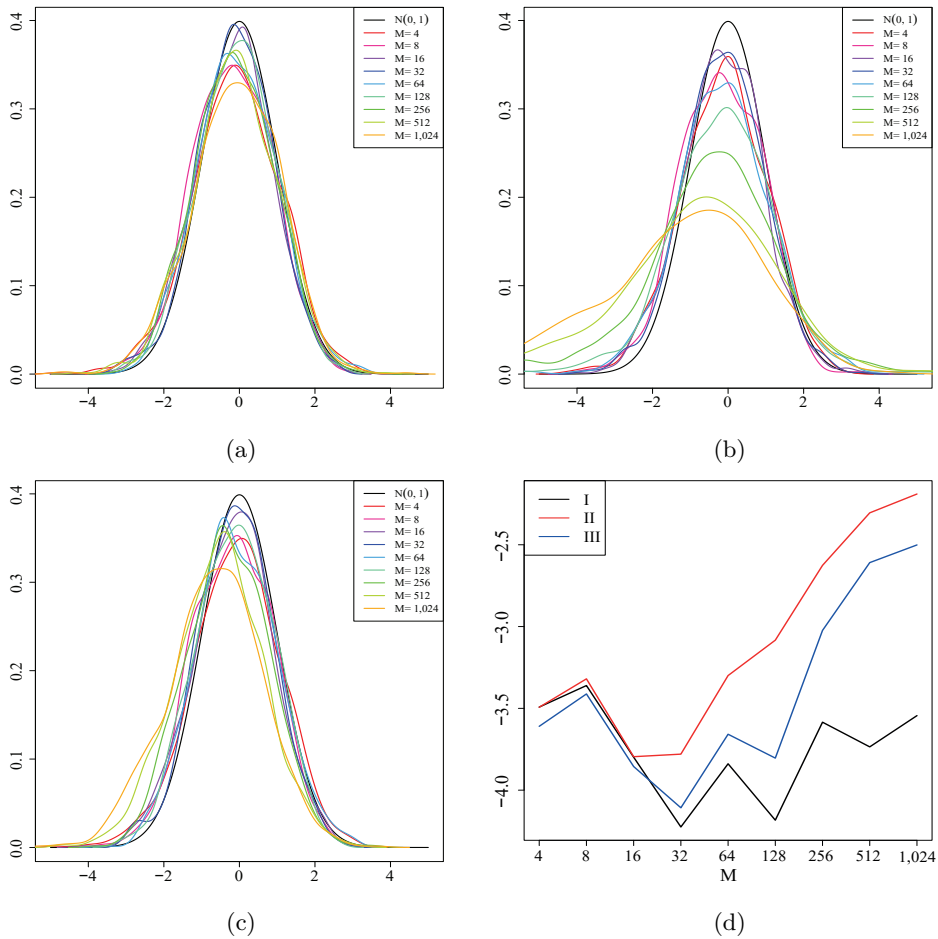 0.4
0.3
0.2
0.1
0.0
−4 −2 0 2 4
N(0, 1)
M= 4
M= 8
M= 16
M= 32
M= 64
M= 128
M= 256
M= 512
M= 1,024
(a)
0.4
0.3
0.2
0.1
0.0
−4 −2 0 2 4
N(0, 1)
M= 4
M= 8
M= 16
M= 32
M= 64
M= 128
M= 256
M= 512
M= 1,024
(b)
0.4
0.3
0.2
0.1
0.0
−4 −2 0 2 4
N(0, 1)
M= 4
M= 8
M= 16
M= 32
M= 64
M= 128
M= 256
M= 512
M= 1,024
(c)
I
II
III
−2.5
−3.0
−3.5
−4.0
4 8 16 32 64 128 256 512 1,024
M
(d)